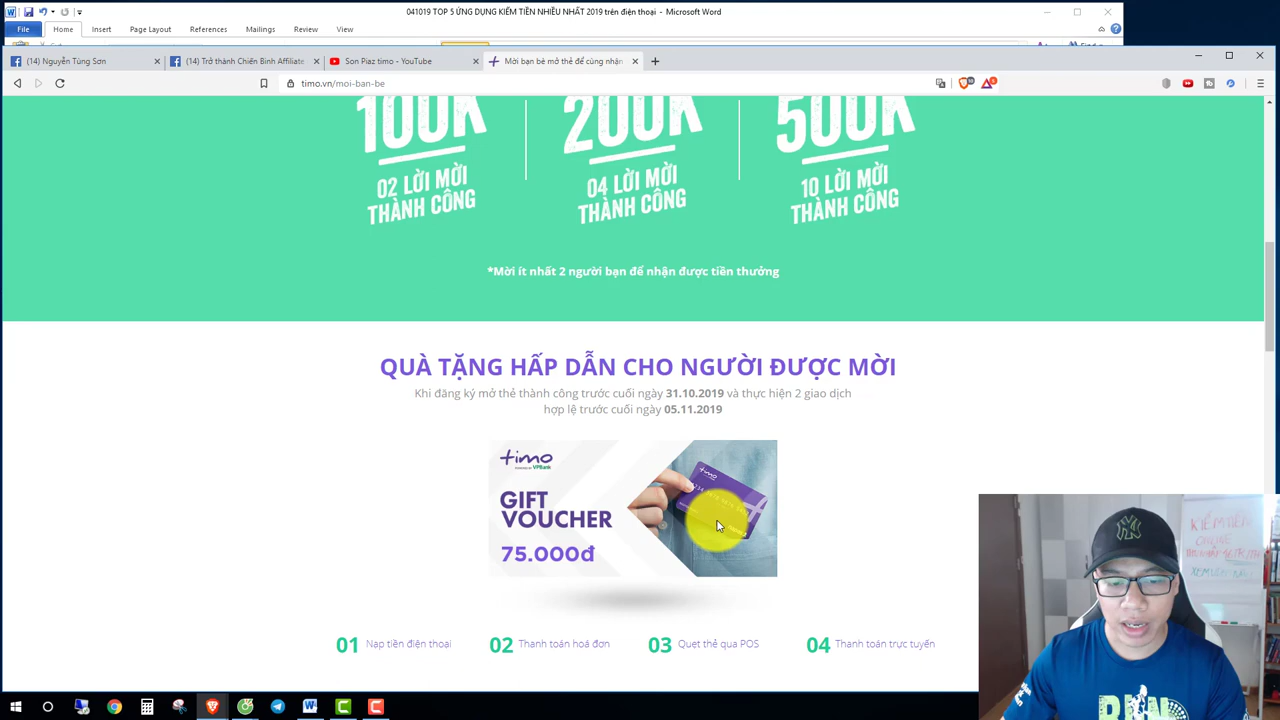 041019 TOP 5 ỨNG DỤNG KIẾM TIỀN NHIỀU NHẤT 2019 trên điện thoại - Microsoft Word
File Home Insert Page Layout References Mailings Review View
(14) Nguyễn Tùng Sơn
(14) Trở thành Chiến Binh Affiliate
Son Piaz timo - YouTube
Mời bạn bè mở thẻ để cùng nhận
timo.vn/moi-ban-be
100K 200K 500K
02 LỜI MỜI THÀNH CÔNG
04 LỜI MỜI THÀNH CÔNG
10 LỜI MỜI THÀNH CÔNG
*Mời ít nhất 2 người bạn để nhận được tiền thưởng
QUÀ TẶNG HẤP DẪN CHO NGƯỜI ĐƯỢC MỜI
Khi đăng ký mở thẻ thành công trước cuối ngày 31.10.2019 và thực hiện 2 giao dịch
hợp lệ trước cuối ngày 05.11.2019
timo
VPBank
GIFT
VOUCHER
75.000đ
timo
01 Nạp tiền điện thoại
02 Thanh toán hoá đơn
03 Quẹt thẻ qua POS
04 Thanh toán trực tuyến
KIẾM TIỀN
ONLINE
RUN